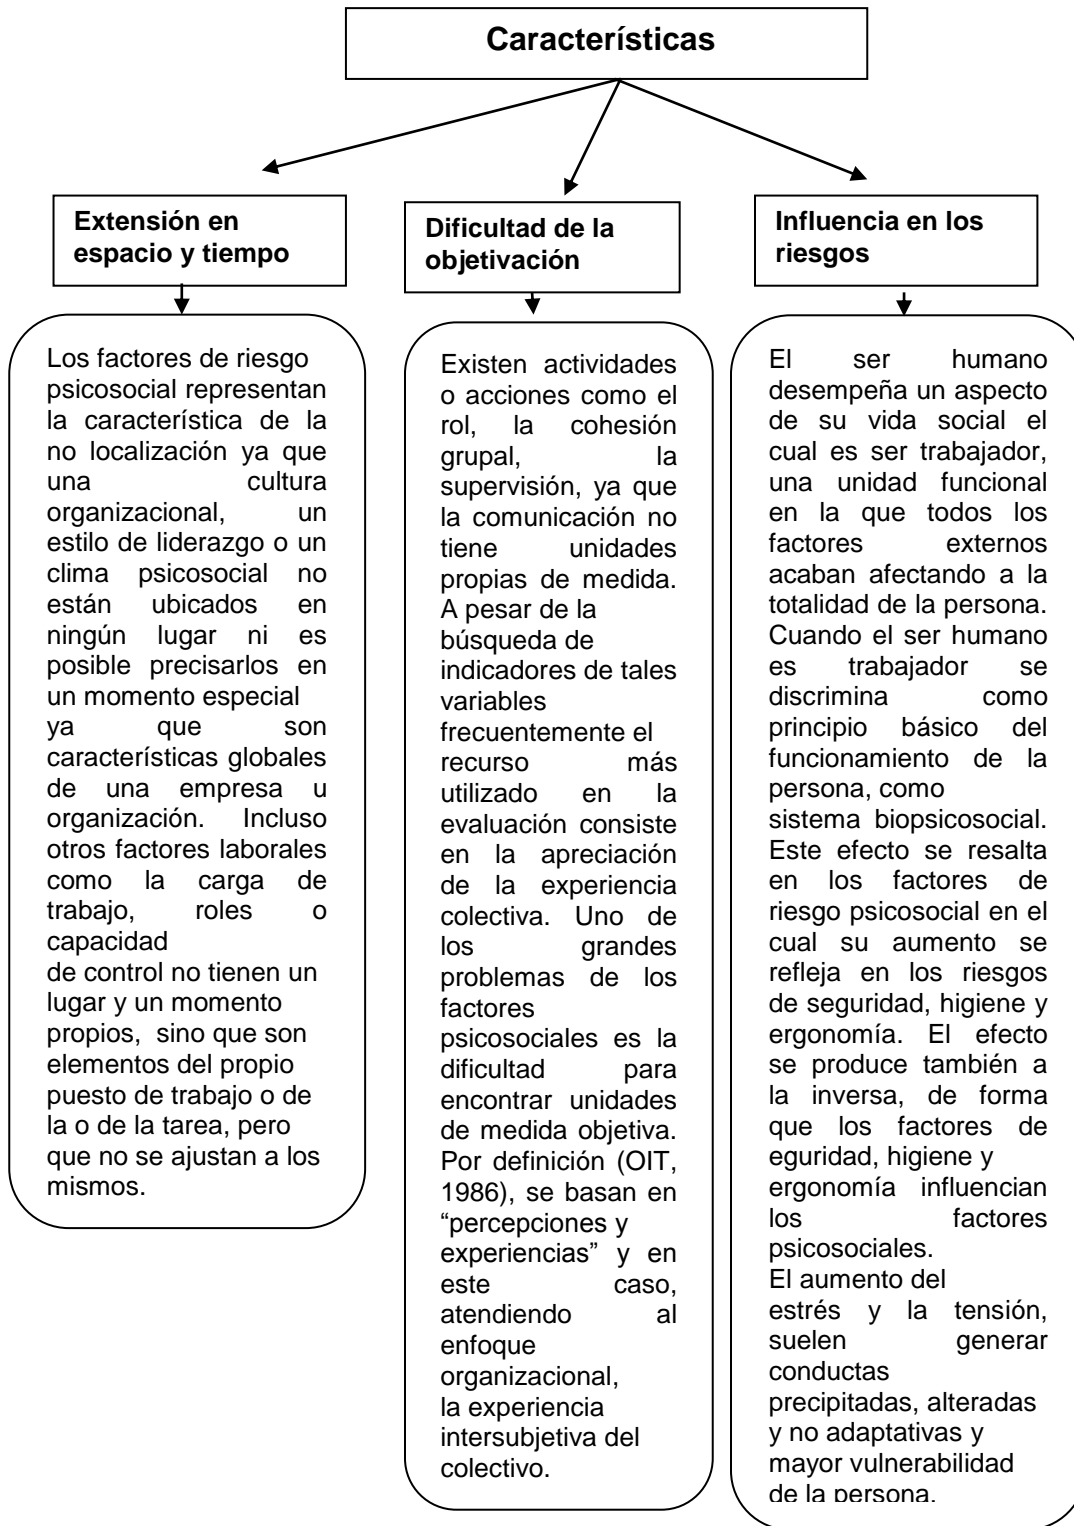 Características
Extensión en
espacio y tiempo
Los factores de riesgo
psicosocial representan
la característica de la
no localización ya que
una cultura
organizacional, un
estilo de liderazgo o un
clima psicosocial no
están ubicados en
ningún lugar ni es
posible precisarlos en
un momento especial
ya que son
características globales
de una empresa u
organización. Incluso
otros factores laborales
como la carga de
trabajo, roles o
capacidad
de control no tienen un
lugar y un momento
propios, sino que son
elementos del propio
puesto de trabajo o de
la o de la tarea, pero
que no se ajustan a los
mismos.
Dificultad de la
objetivación
Existen actividades
o acciones como el
rol, la cohesión
grupal, la
supervisión, ya que
la comunicación no
tiene unidades
propias de medida.
A pesar de la
búsqueda de
indicadores de tales
variables
frecuentemente el
recurso más
utilizado en la
evaluación consiste
en la apreciación
de la experiencia
colectiva. Uno de
los grandes
problemas de los
factores
psicosociales es la
dificultad para
encontrar unidades
de medida objetiva.
Por definición (OIT,
1986), se basan en
“percepciones y
experiencias” y en
este caso,
atendiendo al
enfoque
organizacional,
la experiencia
intersubjetiva del
colectivo.
Influencia en los
riesgos
El ser humano
desempeña un aspecto
de su vida social el
cual es ser trabajador,
una unidad funcional
en la que todos los
factores externos
acaban afectando a la
totalidad de la persona.
Cuando el ser humano
es trabajador se
discrimina como
principio básico del
funcionamiento de la
persona, como
sistema biopsicosocial.
Este efecto se resalta
en los factores de
riesgo psicosocial en el
cual su aumento se
refleja en los riesgos
de seguridad, higiene y
ergonomía. El efecto
se produce también a
la inversa, de forma
que los factores de
eguridad, higiene y
ergonomía influencian
los factores
psicosociales.
El aumento del
estrés y la tensión,
suelen generar
conductas
precipitadas, alteradas
y no adaptativas y
mayor vulnerabilidad
de la persona.